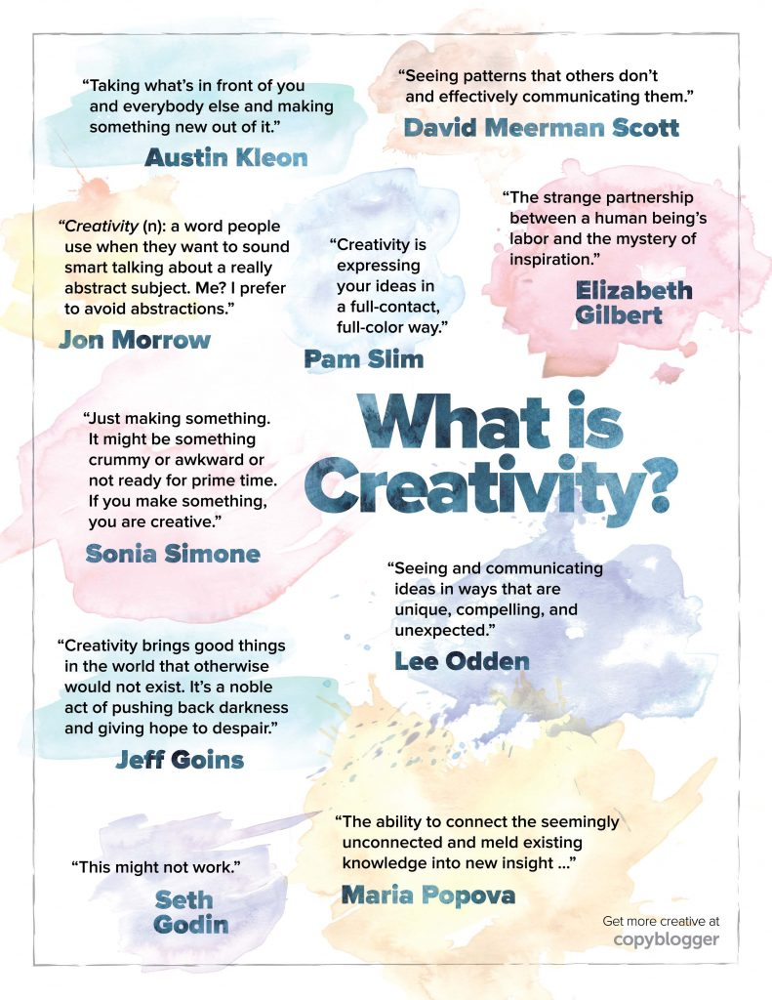 “Taking what’s in front of you
and everybody else and making
something new out of it.”
Austin Kleon
“Seeing patterns that others don’t
and effectively communicating them.”
David Meerman Scott
“Creativity (n): a word people
use when they want to sound
smart talking about a really
abstract subject. Me? I prefer
to avoid abstractions.”
Jon Morrow
“Creativity is
expressing
your ideas in
a full-contact,
full-color way.”
Pam Slim
“The strange partnership
between a human being’s
labor and the mystery of
inspiration.”
Elizabeth
Gilbert
What is
Creativity?
“Just making something.
It might be something
crummy or awkward or
not ready for prime time.
If you make something,
you are creative.”
Sonia Simone
“Seeing and communicating
ideas in ways that are
unique, compelling, and
unexpected.”
Lee Odden
“Creativity brings good things
in the world that otherwise
would not exist. It’s a noble
act of pushing back darkness
and giving hope to despair.”
Jeff Goins
“The ability to connect the seemingly
unconnected and meld existing
knowledge into new insight ...”
Maria Popova
“This might not work.”
Seth
Godin
Get more creative at
copyblogger